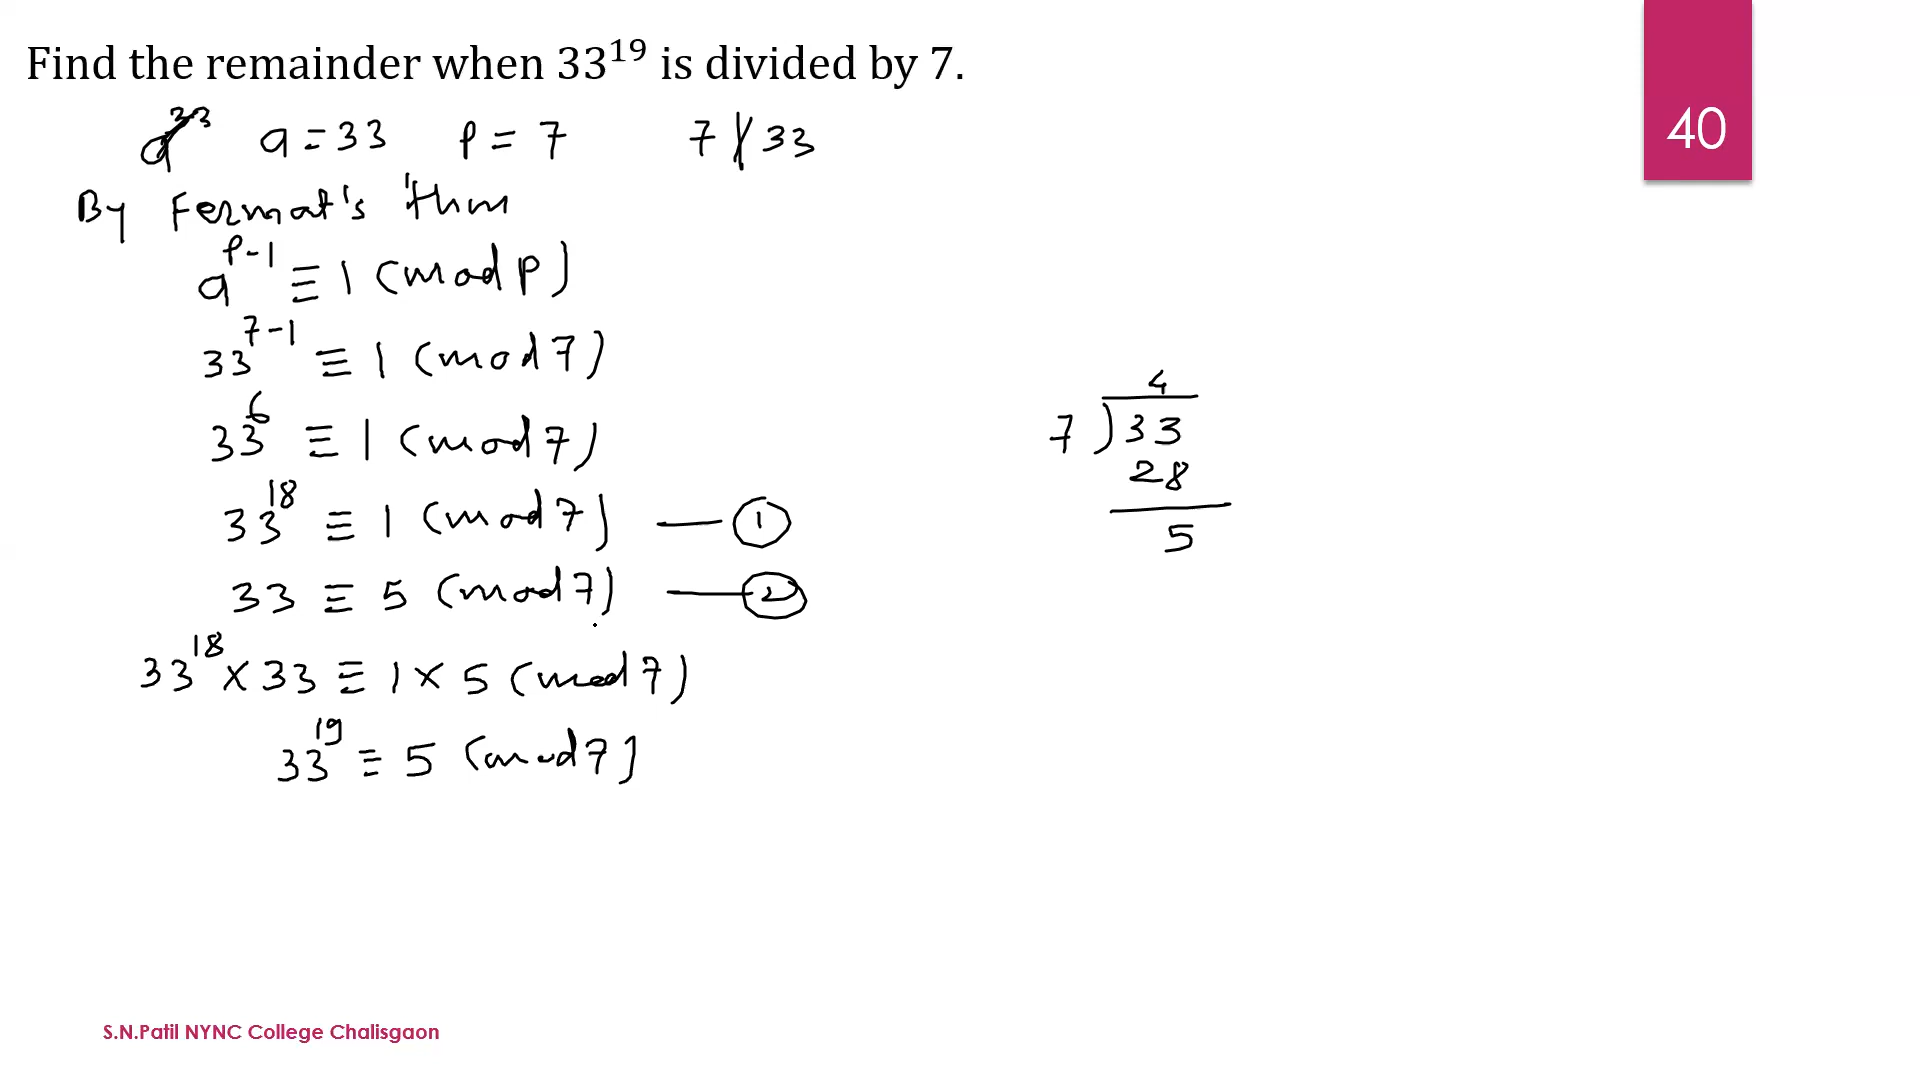 Find the remainder when 33^19 is divided by 7.
40
a = 33 p = 7 7 ∤ 33
By Fermat's thm
a^(p-1) ≡ 1 (mod p)
33^(7-1) ≡ 1 (mod 7)
33^6 ≡ 1 (mod 7)
33^18 ≡ 1 (mod 7) — ①
33 ≡ 5 (mod 7) — ②
33^18 × 33 ≡ 1 × 5 (mod 7)
33^19 ≡ 5 (mod 7)
4
7 ) 33
28
5
S.N.Patil NYNC College Chalisgaon